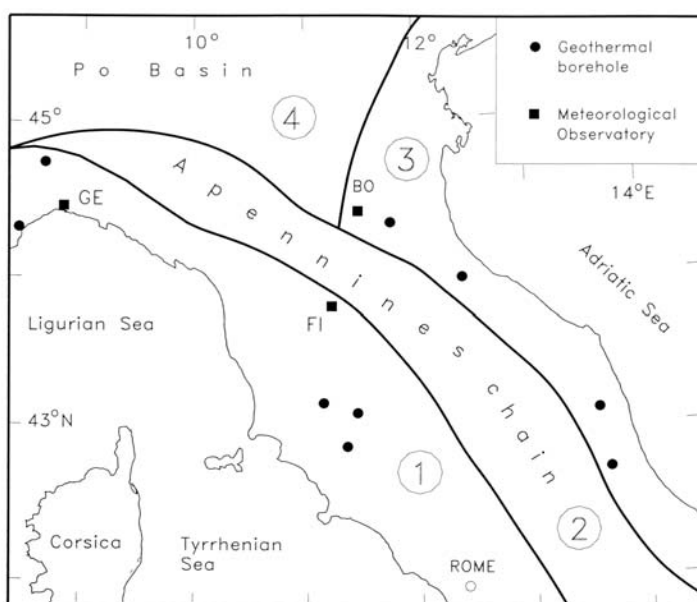 10°
12°
Po Basin
Geothermal
borehole
Meteorological
Observatory
45°
4
3
14°E
BO
GE
Apennines chain
Adriatic Sea
Ligurian Sea
FI
43°N
1
2
Corsica
Tyrrhenian
Sea
ROME